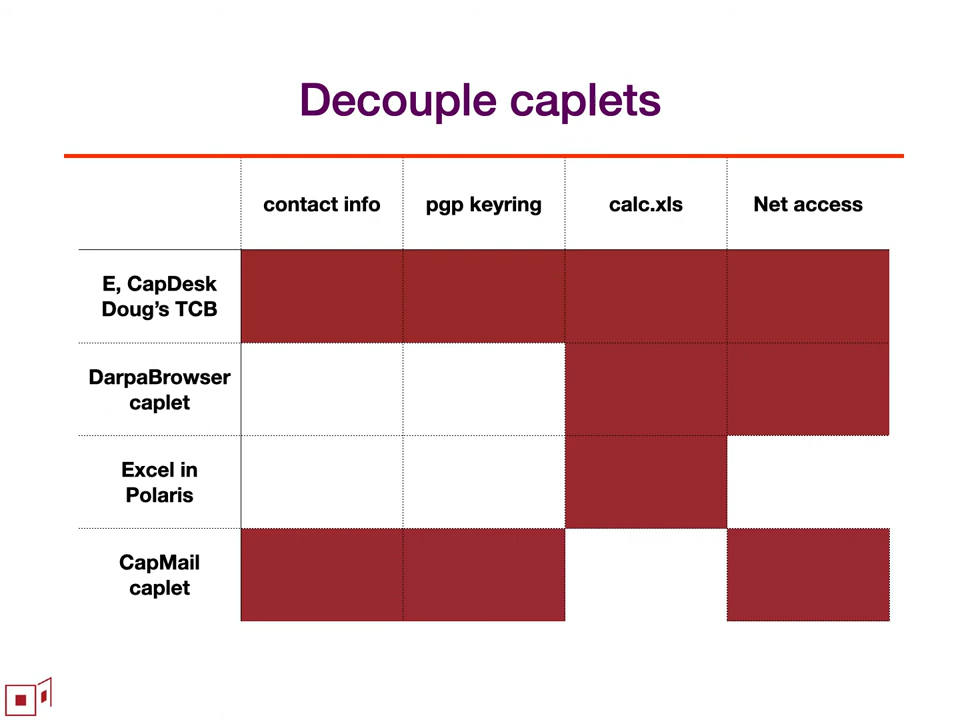 Decouple caplets
contact info
pgp keyring
calc.xls
Net access
E, CapDesk
Doug’s TCB
DarpaBrowser
caplet
Excel in
Polaris
CapMail
caplet